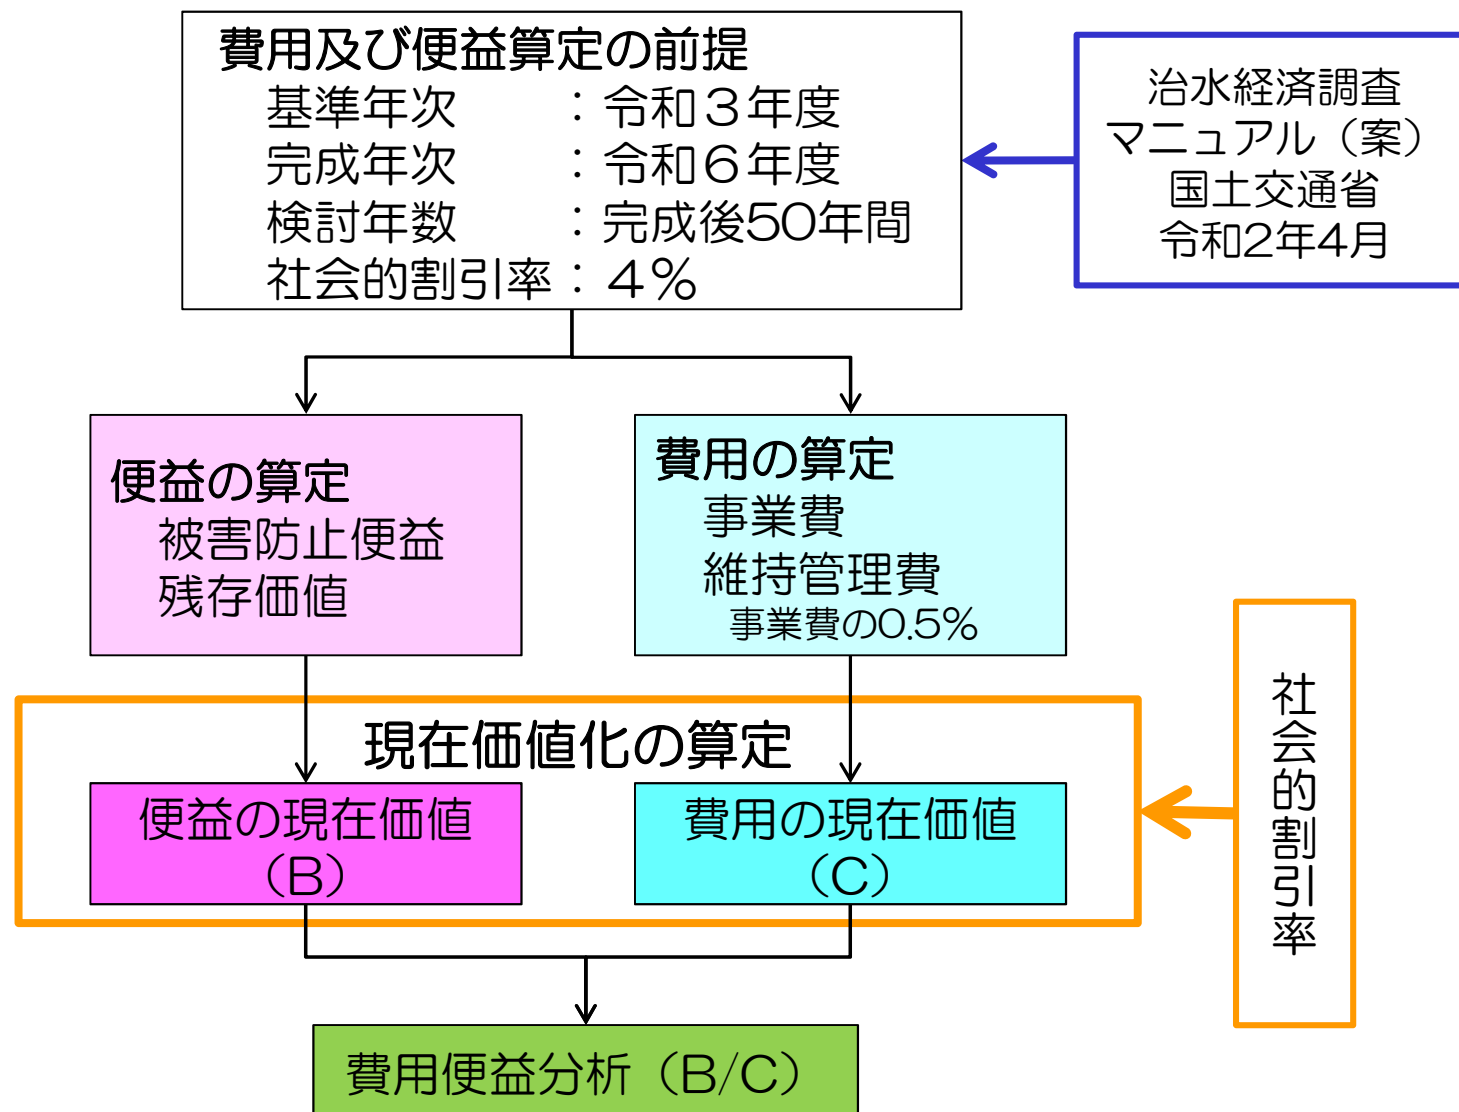 費用及び便益算定の前提
基準年次　　：令和３年度
完成年次　　：令和６年度
検討年数　　：完成後50年間
社会的割引率：４％
治水経済調査
マニュアル（案）
国土交通省
令和2年4月
便益の算定
被害防止便益
残存価値
費用の算定
事業費
維持管理費
事業費の0.5％
現在価値化の算定
便益の現在価値
（B）
費用の現在価値
（C）
社会的割引率
費用便益分析（B/C）